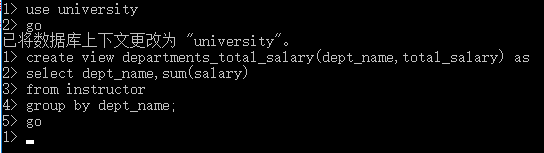 1> use university
2> go
已将数据库上下文更改为 "university"。
1> create view departments_total_salary(dept_name,total_salary) as
2> select dept_name,sum(salary)
3> from instructor
4> group by dept_name;
5> go
1>